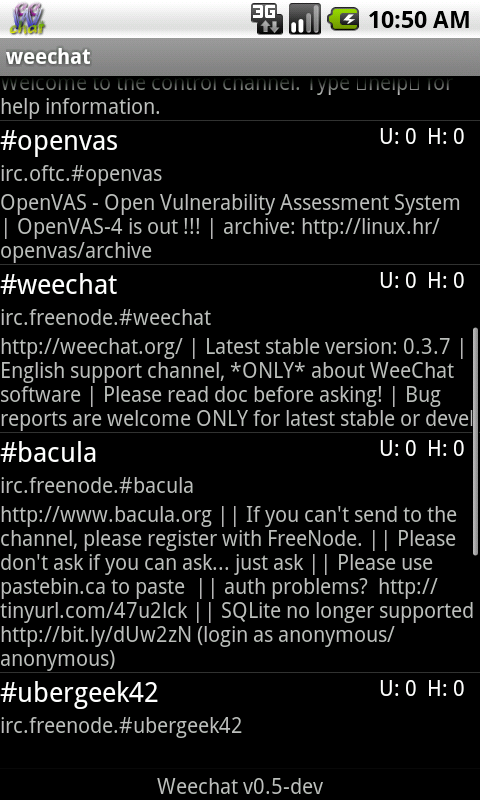 chat
3G
10:50 AM
weechat
Welcome to the control channel. Type ▯help▯ for
help information.
#openvas U: 0 H: 0
irc.oftc.#openvas
OpenVAS - Open Vulnerability Assessment System
| OpenVAS-4 is out !!! | archive: http://linux.hr/
openvas/archive
#weechat U: 0 H: 0
irc.freenode.#weechat
http://weechat.org/ | Latest stable version: 0.3.7 |
English support channel, *ONLY* about WeeChat
software | Please read doc before asking! | Bug
reports are welcome ONLY for latest stable or devel
#bacula U: 0 H: 0
irc.freenode.#bacula
http://www.bacula.org || If you can't send to the
channel, please register with FreeNode. || Please
don't ask if you can ask... just ask || Please use
pastebin.ca to paste || auth problems? http://
tinyurl.com/47u2lck || SQLite no longer supported
http://bit.ly/dUw2zN (login as anonymous/
anonymous)
#ubergeek42 U: 0 H: 0
irc.freenode.#ubergeek42
Weechat v0.5-dev